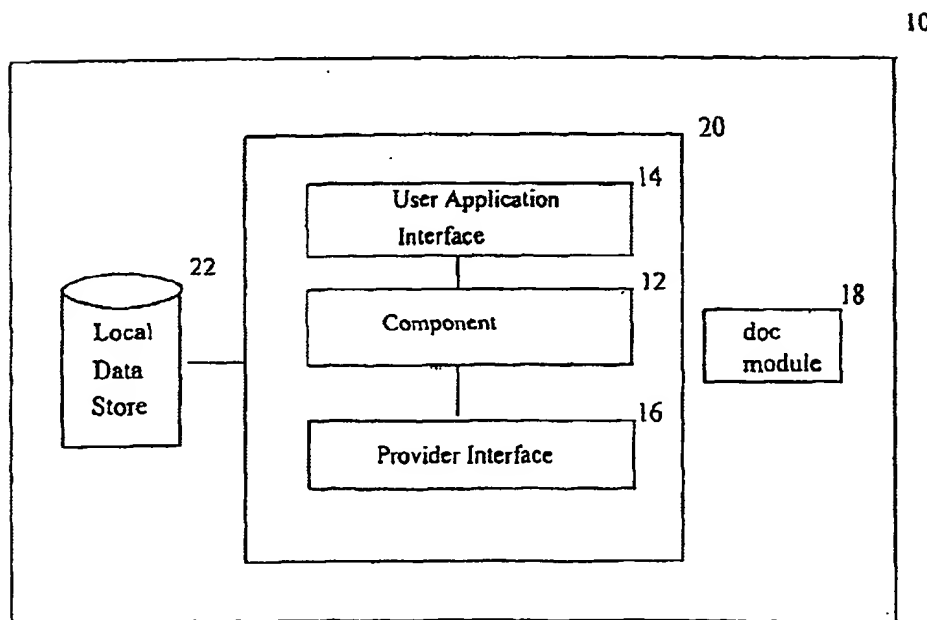 10
20
14
User Application
Interface
22
12
Local
Data
Store
Component
18
doc
module
16
Provider Interface